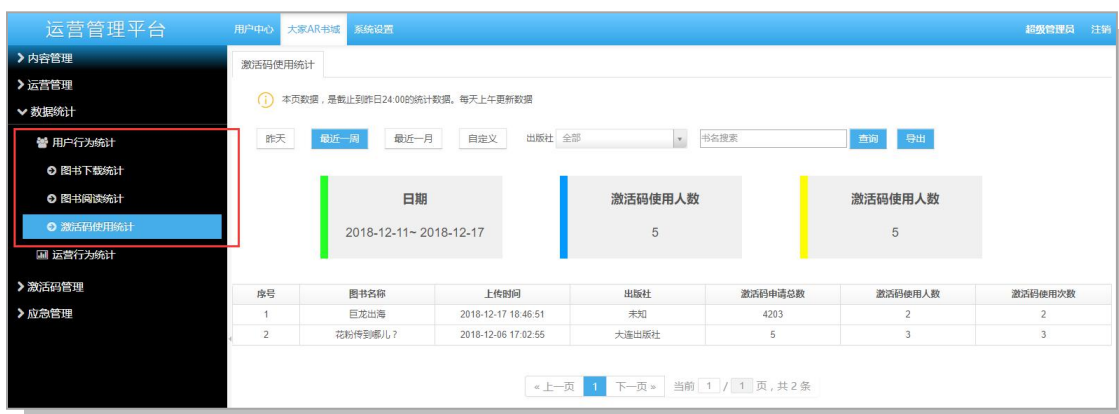 运营管理平台
用户中心 大家AR书城 系统设置 超级管理员 注销
内容管理
运营管理
数据统计
用户行为统计
图书下载统计
图书阅读统计
激活码使用统计
运营行为统计
激活码管理
应急管理
激活码使用统计
本页数据，是截止到昨日24:00的统计数据。每天上午更新数据
昨天 最近一周 最近一月 自定义 出版社 全部 书名搜索 查询 导出
日期 激活码使用人数 激活码使用人数
2018-12-11~ 2018-12-17 5 5
序号 图书名称 上传时间 出版社 激活码申请总数 激活码使用人数 激活码使用次数
1 巨龙出海 2018-12-17 18:46:51 未知 4203 2 2
2 花粉传到哪儿？ 2018-12-06 17:02:55 大连出版社 5 3 3
« 上一页 1 下一页 » 当前 1 / 1 页，共 2 条